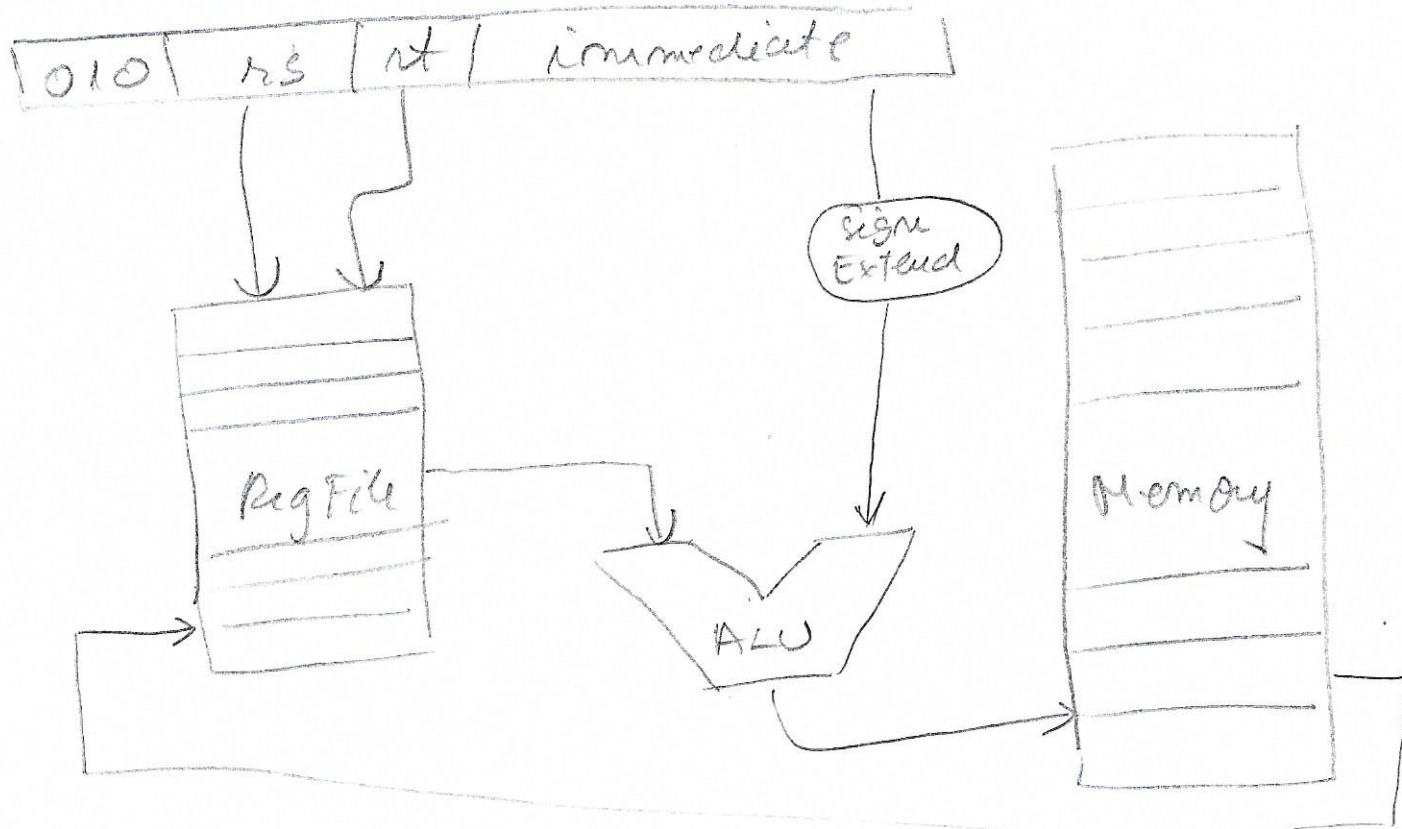 010 rs rt immediate
Sign
Extend
RegFile
Memory
ALU